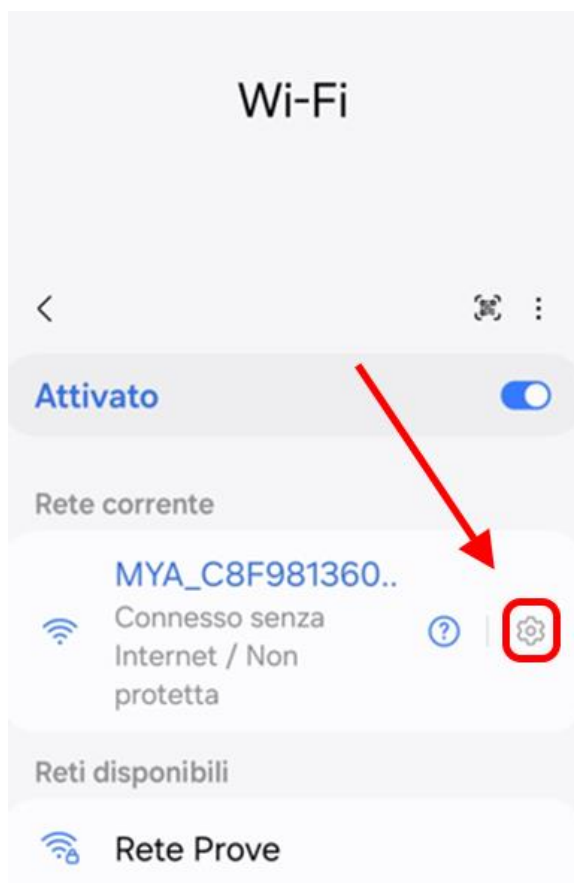 Wi-Fi
Attivato
Rete corrente
MYA_C8F981360..
Connesso senza
Internet / Non
protetta
?
Reti disponibili
Rete Prove